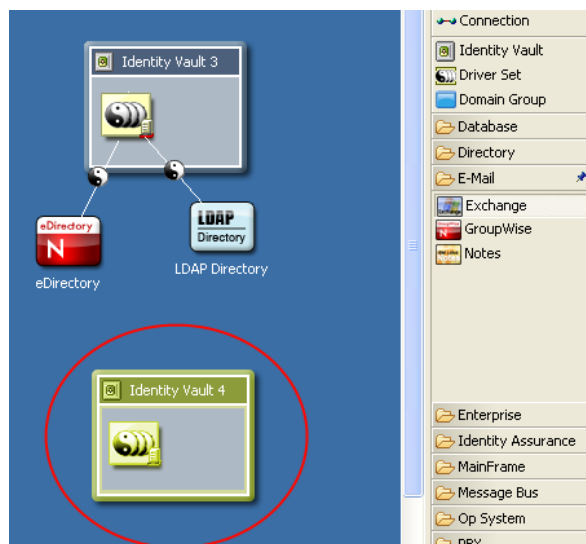 Identity Vault 3
eDirectory
N
eDirectory
LDAP
Directory
LDAP Directory
Identity Vault 4
Connection
Identity Vault
Driver Set
Domain Group
Database
Directory
E-Mail
Exchange
GroupWise
N
Notes
Enterprise
Identity Assurance
MainFrame
Message Bus
Op System
PBX